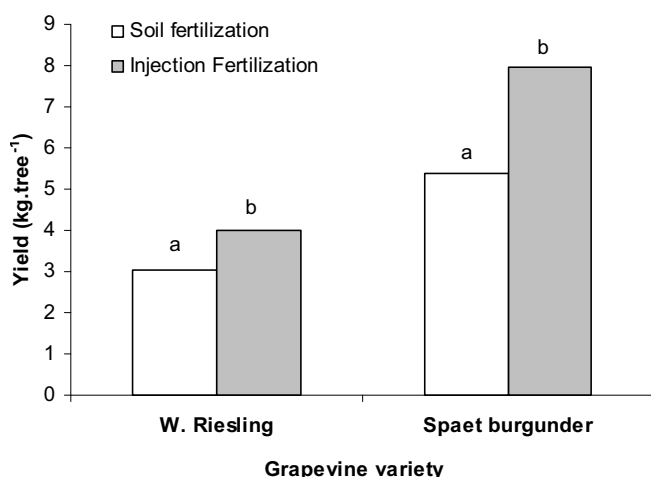 Soil fertilization
Injection Fertilization
Yield (kg.tree⁻¹)
9
8
7
6
5
4
3
2
1
0
a
b
a
b
W. Riesling
Spaet burgunder
Grapevine variety